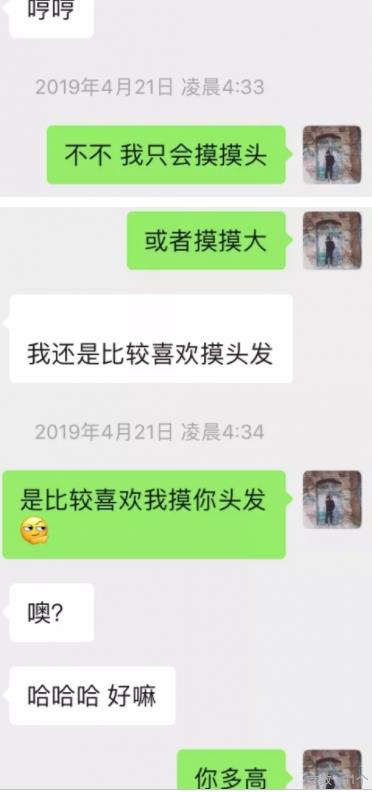 哼哼
2019年4月21日 凌晨4:33
不不 我只会摸摸头
或者摸摸大
我还是比较喜欢摸头发
2019年4月21日 凌晨4:34
是比较喜欢我摸你头发
噢？
哈哈哈 好嘛
你多高